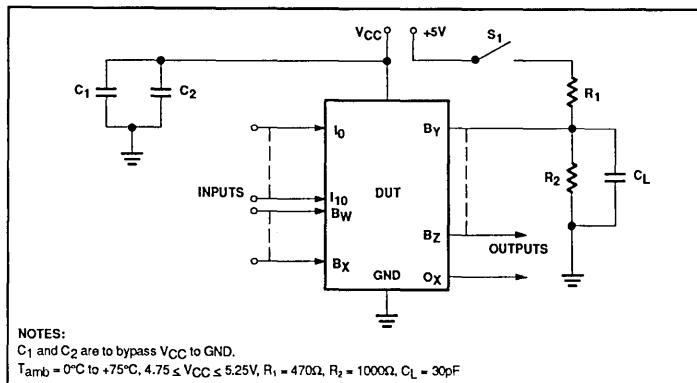 VCC +5V S1
C1 C2 R1
I0 BY
R2 CL
INPUTS DUT
I10
BW
BZ
OUTPUTS
BX GND OX
NOTES:
C1 and C2 are to bypass VCC to GND.
Tamb = 0°C to +75°C, 4.75 ≤ VCC ≤ 5.25V, R1 = 470Ω, R2 = 1000Ω, CL = 30pF